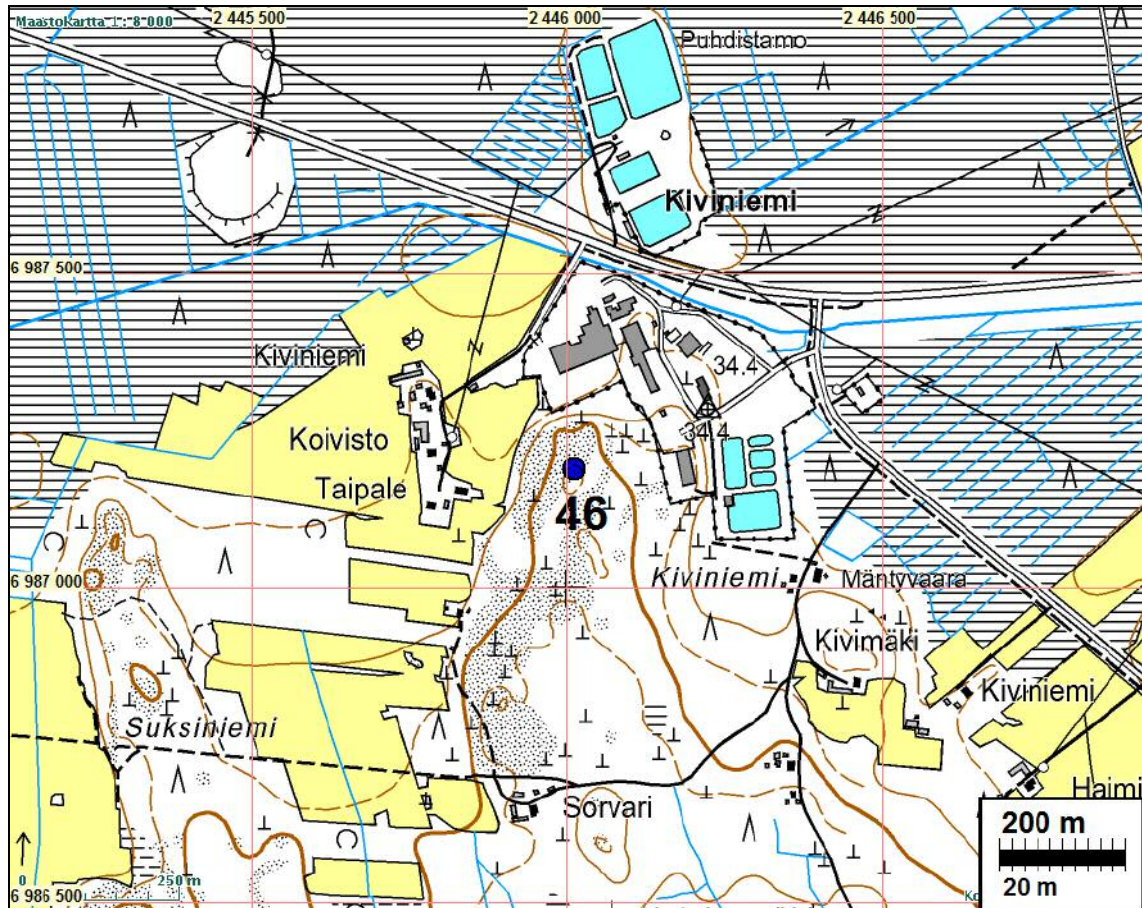 Maastokartta 1: 8 000
2 445 500
2 446 000
2 446 500
Puhdistamo
Kiviniemi
6 987 500
N
N
Kiviniemi
34.4
Koivisto
34.4
Taipale
46
6 987 000
Kiviniemi
Mäntyvaara
Kivimäki
Kiviniemi
Suksiniemi
Sorvari
Haimi
200 m
20 m
0
250 m
6 986 500
Ko